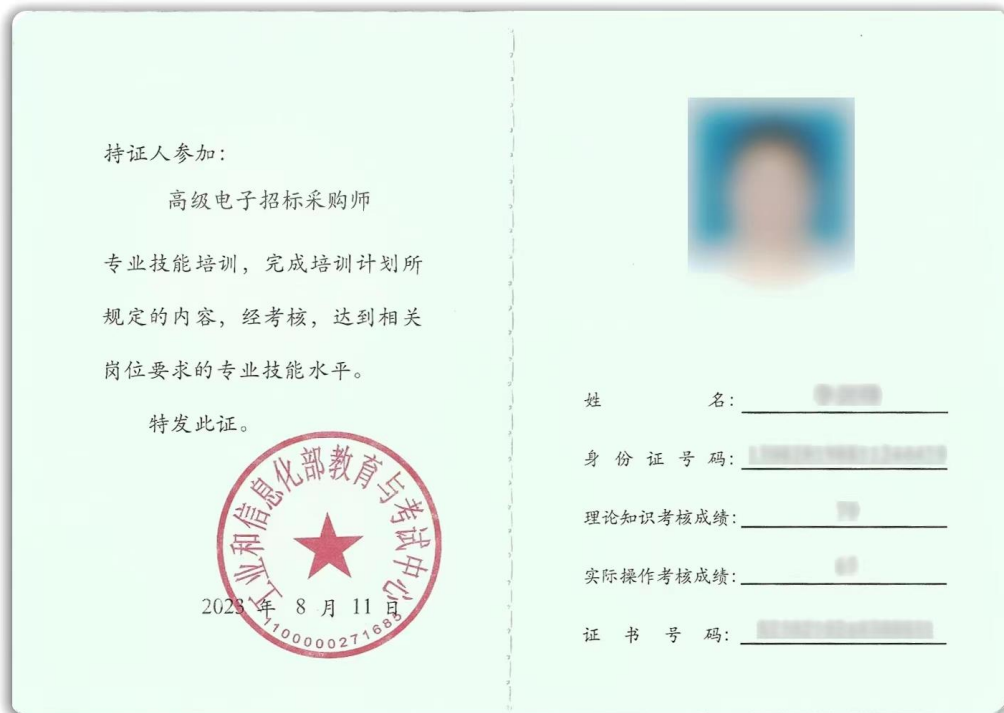 持证人参加：
高级电子招标采购师
专业技能培训，完成培训计划所
规定的内容，经考核，达到相关
岗位要求的专业技能水平。
特发此证。
工业和信息化部教育与考试中心
2023 年 8 月 11 日
1100000271685
姓 名：
身 份 证 号 码：
理论知识考核成绩：
实际操作考核成绩：
证 书 号 码：